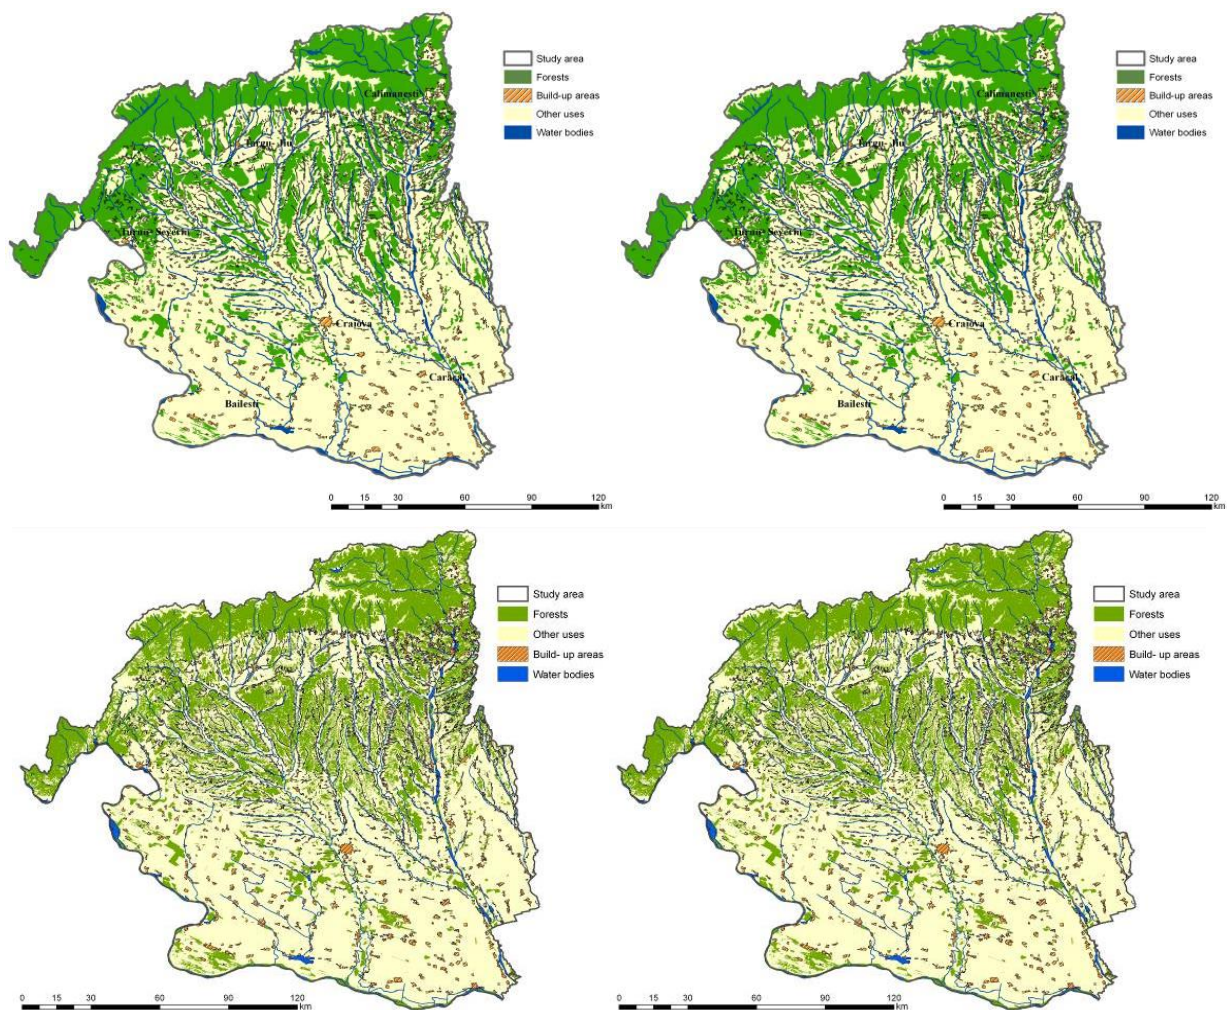 Study area
Forests
Build-up areas
Other uses
Water bodies
Calimanesti
Targu- Jiu
Turnu- Severin
Craiova
Caracal
Bailesti
0 15 30 60 90 120
km
Study area
Forests
Build-up areas
Other uses
Water bodies
Calimanesti
Targu- Jiu
Turnu- Severin
Craiova
Caracal
Bailesti
0 15 30 60 90 120
km
Study area
Forests
Other uses
Build- up areas
Water bodies
0 15 30 60 90 120
km
Study area
Forests
Other uses
Build- up areas
Water bodies
0 15 30 60 90 120
km